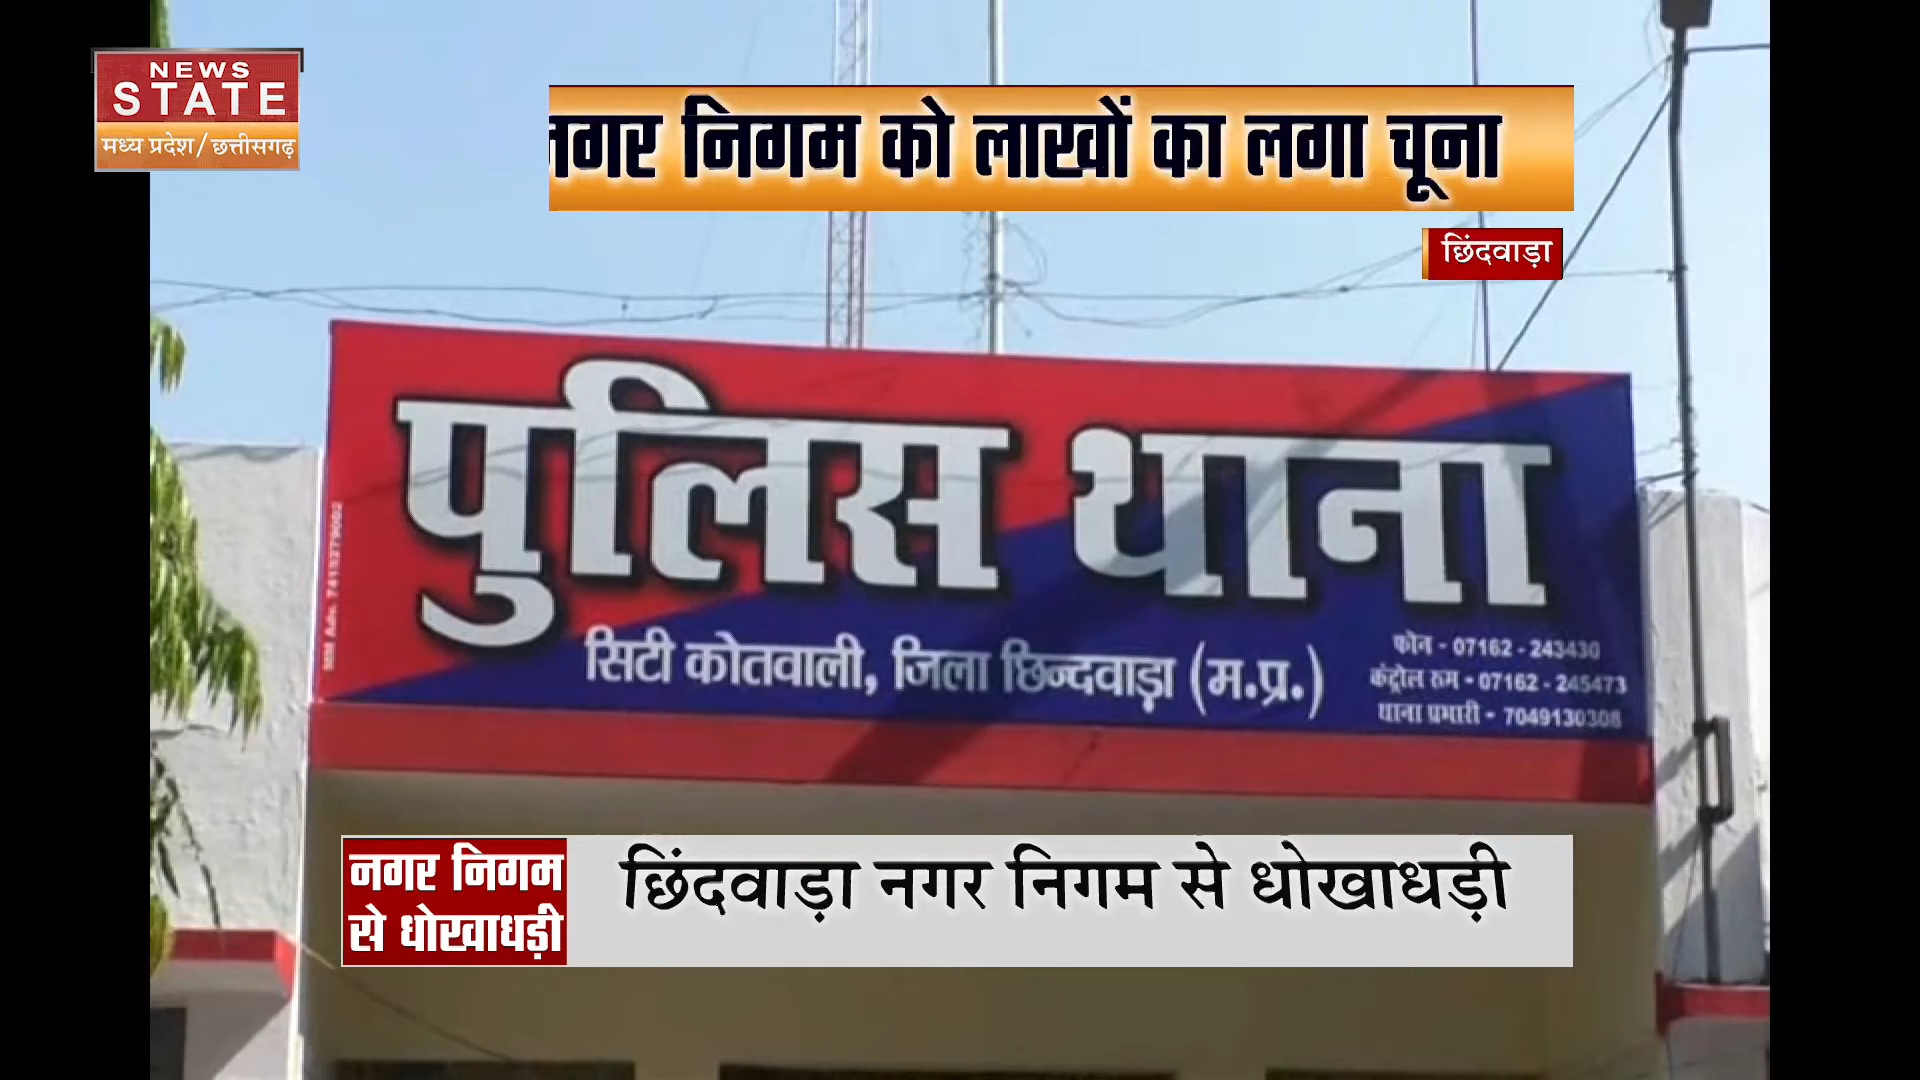 NEWS
STATE
मध्य प्रदेश/छत्तीसगढ़
नगर निगम को लाखों का लगा चूना
छिंदवाड़ा
पुलिस थाना
सिटी कोतवाली, जिला छिन्दवाड़ा (म.प्र.)
फोन - 07162 - 243430
कंट्रोल रुम - 07162 - 245473
थाना प्रभारी - 7049130308
नगर निगम
से धोखाधड़ी
छिंदवाड़ा नगर निगम से धोखाधड़ी